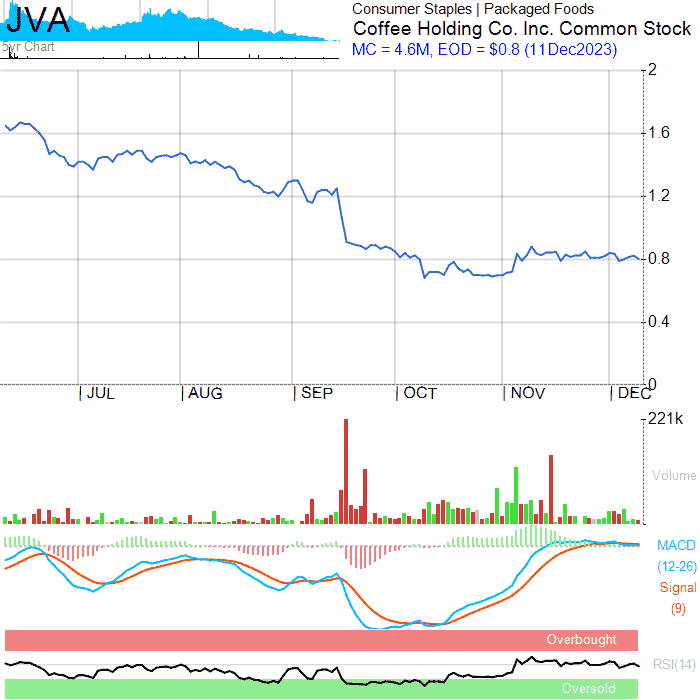 JVA
5yr Chart
Consumer Staples | Packaged Foods
Coffee Holding Co. Inc. Common Stock
MC = 4.6M, EOD = $0.8 (11Dec2023)
2
1.6
1.2
0.8
0.4
0
| JUL | AUG | SEP | OCT | NOV | DEC
221k
Volume
MACD
(12-26)
Signal
(9)
Overbought
RSI(14)
Oversold